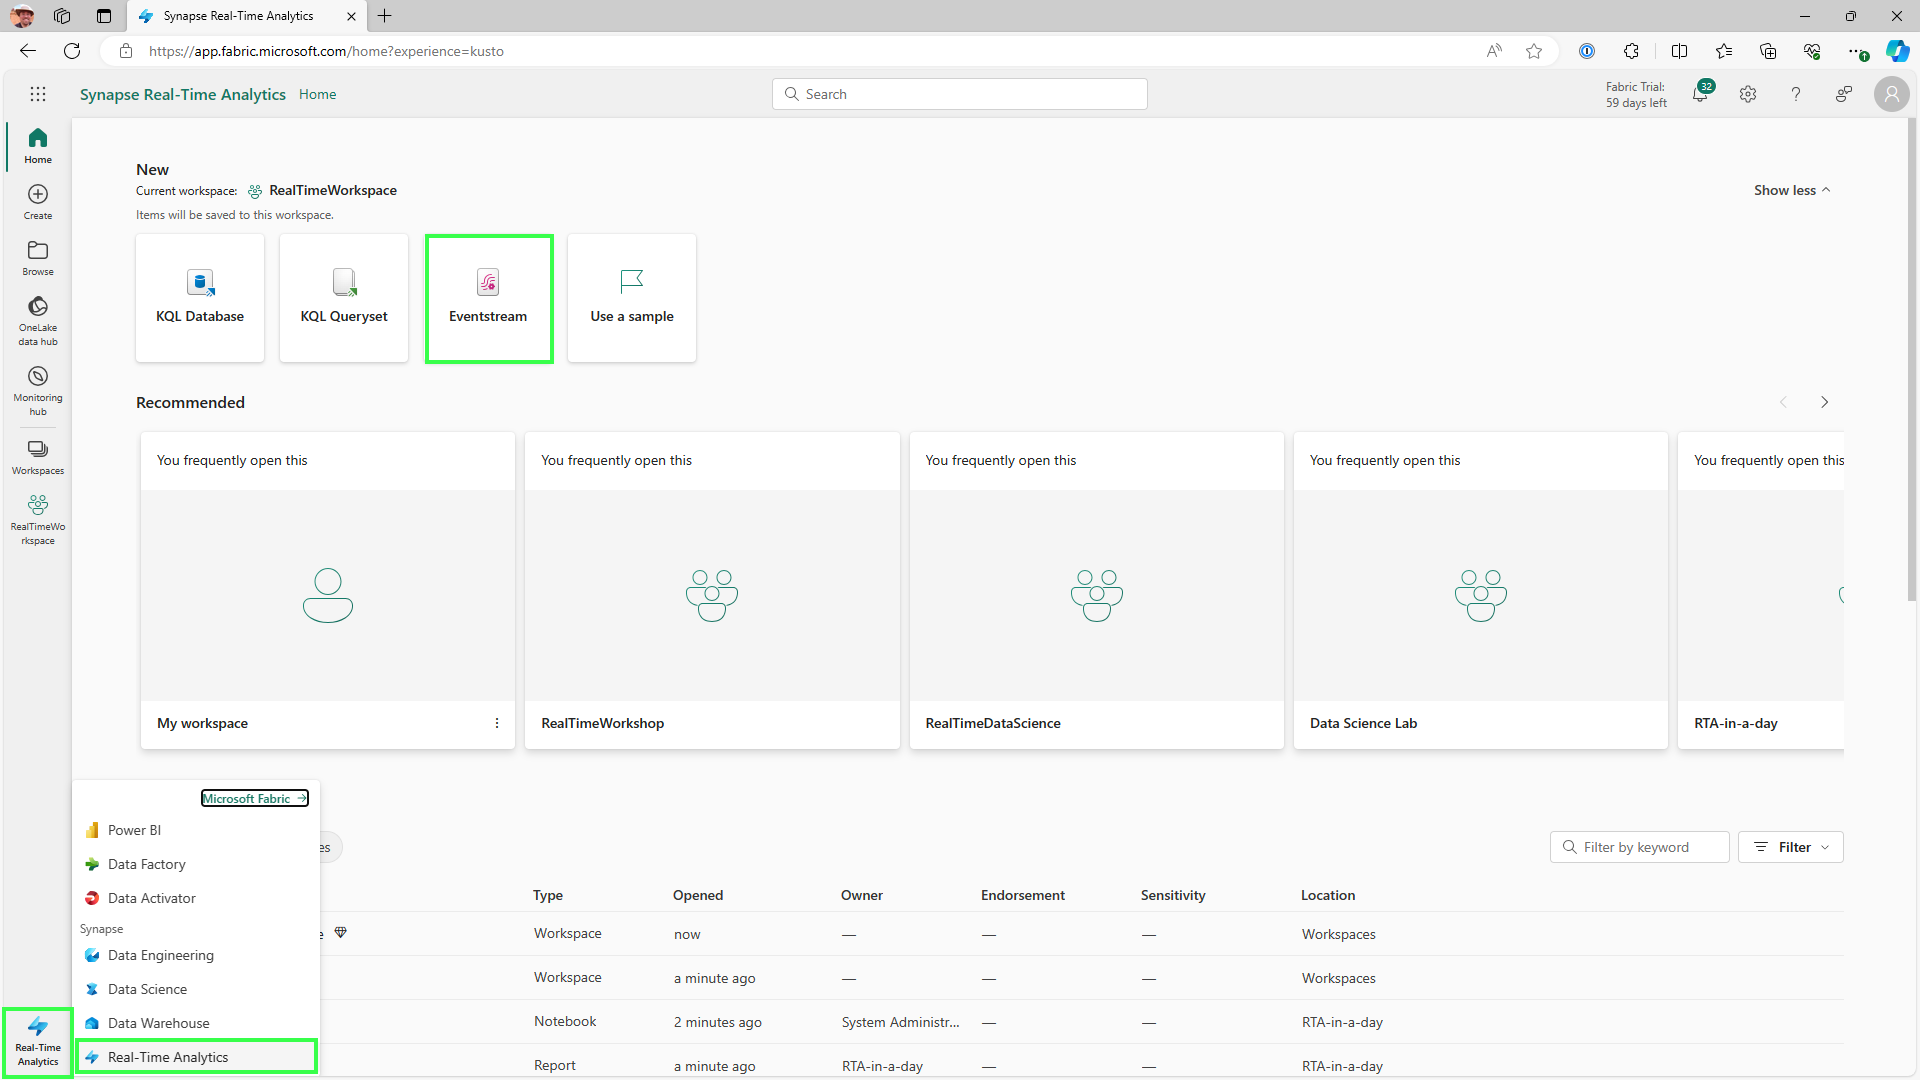 Synapse Real-Time Analytics
https://app.fabric.microsoft.com/home?experience=kusto
Synapse Real-Time Analytics Home
Search
Fabric Trial:
59 days left
32
Home
Create
Browse
OneLake
data hub
Monitoring
hub
Workspaces
RealTimeWo
rkspace
New
Current workspace: RealTimeWorkspace
Items will be saved to this workspace.
Show less
KQL Database
KQL Queryset
Eventstream
Use a sample
Recommended
You frequently open this
You frequently open this
You frequently open this
You frequently open this
You frequently open this
My workspace
RealTimeWorkshop
RealTimeDataScience
Data Science Lab
RTA-in-a-day
Microsoft Fabric
Power BI
Data Factory
Data Activator
Synapse
Data Engineering
Data Science
Data Warehouse
Real-Time Analytics
Real-Time
Analytics
es
Filter by keyword
Filter
Type Opened Owner Endorsement Sensitivity Location
e Workspace now — — — Workspaces
Workspace a minute ago — — — Workspaces
Notebook 2 minutes ago System Administr... — — RTA-in-a-day
Report a minute ago RTA-in-a-day — — RTA-in-a-day